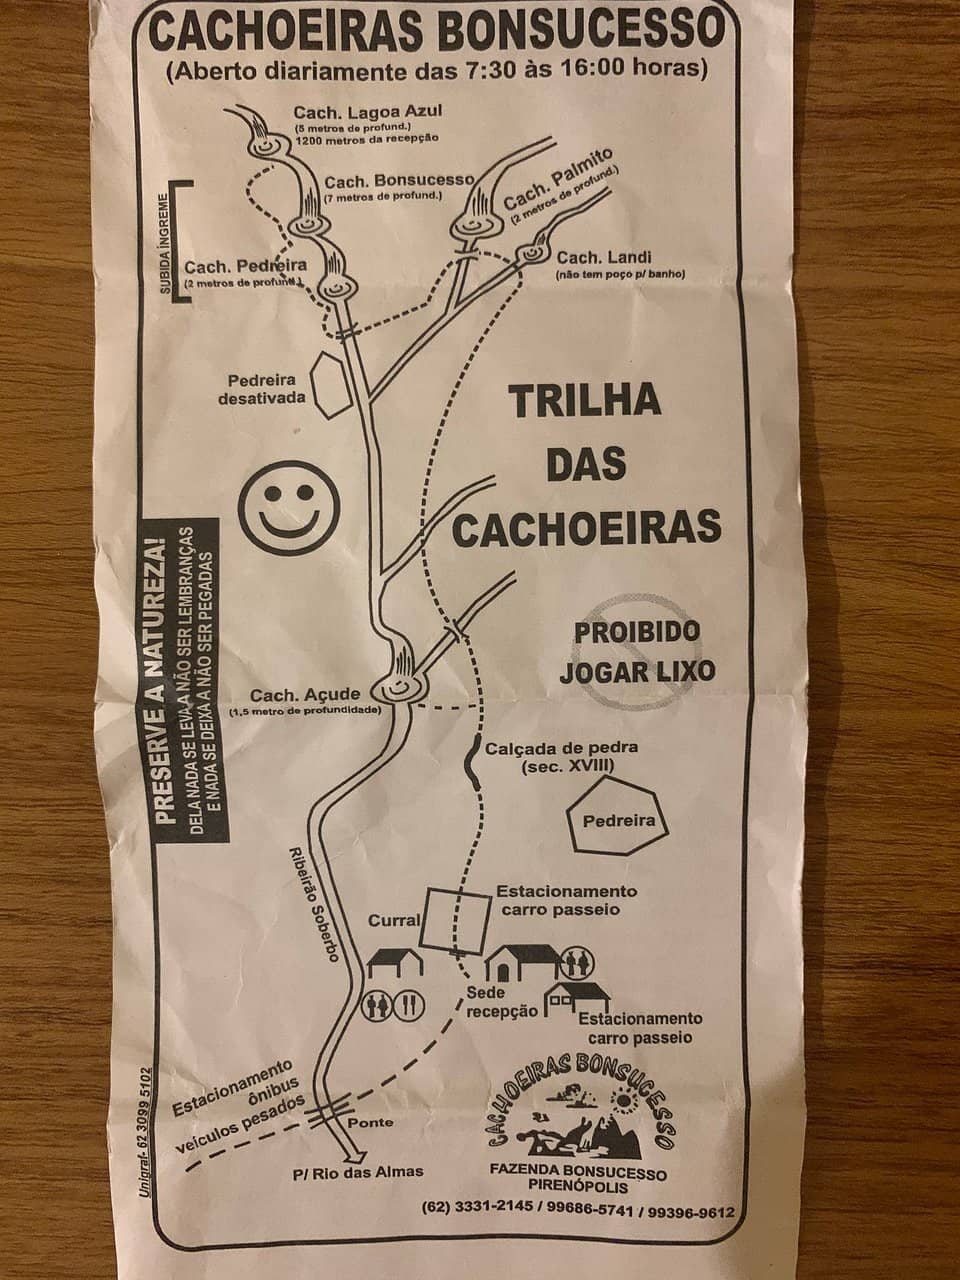 CACHOEIRAS BONSUCESSO
(Aberto diariamente das 7:30 às 16:00 horas)
Cach. Lagoa Azul
(5 metros de profund.)
1200 metros da recepção
Cach. Bonsucesso
(7 metros de profund.)
Cach. Palmito
(2 metros de profund.)
SUBIDA ÍNGREME
Cach. Pedreira
(2 metros de profund.)
Cach. Landi
(não tem poço p/ banho)
Pedreira
desativada
TRILHA
DAS
CACHOEIRAS
PRESERVE A NATUREZA!
DELA NADA SE LEVA A NÃO SER LEMBRANÇAS
E NADA SE DEIXA A NÃO SER PEGADAS
PROIBIDO
JOGAR LIXO
Cach. Açude
(1,5 metro de profundidade)
Calçada de pedra
(sec. XVIII)
Pedreira
Ribeirão Soberbo
Estacionamento
carro passeio
Curral
Sede
recepção
Estacionamento
carro passeio
Estacionamento
ônibus
veiculos pesados
Ponte
P/ Rio das Almas
CACHOEIRAS BONSUCESSO
FAZENDA BONSUCESSO
PIRENÓPOLIS
(62) 3331-2145 / 99686-5741 / 99396-9612
Unigraf- 62 3099 5102